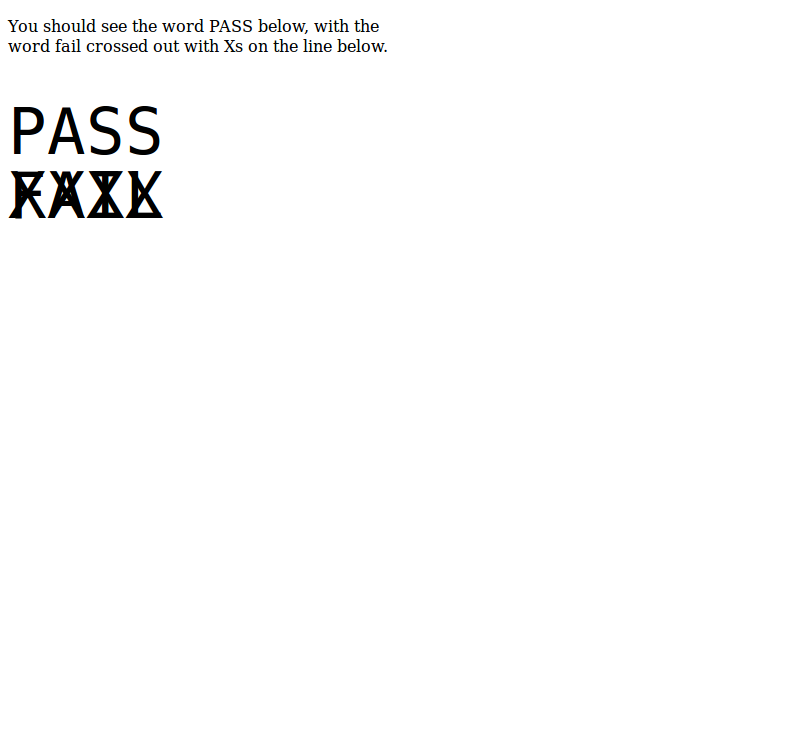 You should see the word PASS below, with the
word fail crossed out with Xs on the line below.
PASS
FAIL